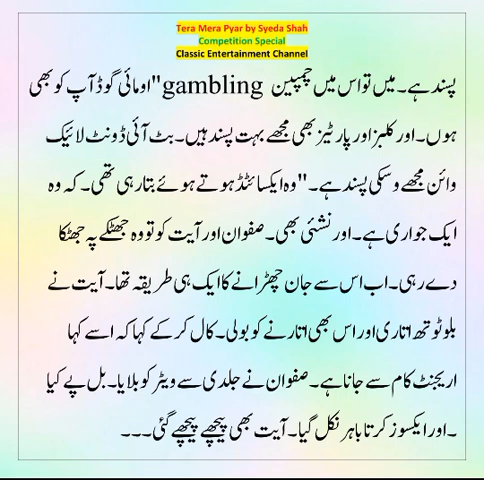 Tera Mera Pyar by Syeda Shah
Competition Special
Classic Entertainment Channel
"اومائی گوڈ آپ کو بھی gambling پسند ہے۔ میں تو اس میں چمپین
ہوں۔ اور کلبز اور پارٹیز بھی مجھے بہت پسند ہیں۔ بٹ آئی ڈونٹ لائیک
وائن مجھے وسکی پسند ہے۔" وہ ایکسائٹڈ ہوتے ہوئے بتا رہی تھی۔ کہ وہ
ایک جواری ہے۔ اور نشئی بھی۔ صفوان اور آیت کو تو وہ جھٹکے پہ جھٹکا
دے رہی۔ اب اس سے جان چھڑانے کا ایک ہی طریقہ تھا۔ آیت نے
بلوٹوتھ اتاری اور اس بھی اتارنے کو بولی۔ کال کر کے کہا کہ اسے کہا
اریجنٹ کام سے جانا ہے۔ صفوان نے جلدی سے ویٹر کو بلایا۔ بل پے کیا
۔ اور ایکسوز کرتا باہر نکل گیا۔ آیت بھی پیچھے پیچھے گئی۔۔۔